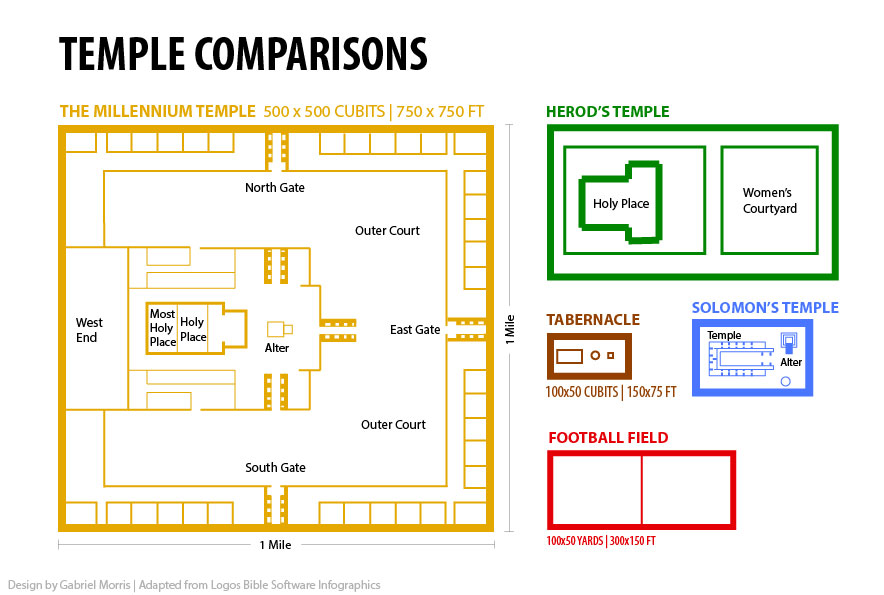 TEMPLE COMPARISONS
THE MILLENNIUM TEMPLE 500 x 500 CUBITS | 750 x 750 FT
North Gate
Outer Court
West
End
Most
Holy
Place
Holy
Place
Alter
East Gate
Outer Court
South Gate
1 Mile
1 Mile
HEROD'S TEMPLE
Holy Place
Women's
Courtyard
TABERNACLE
100x50 CUBITS | 150x75 FT
SOLOMON'S TEMPLE
Temple
Alter
FOOTBALL FIELD
100x50 YARDS | 300x150 FT
Design by Gabriel Morris | Adapted from Logos Bible Software Infographics